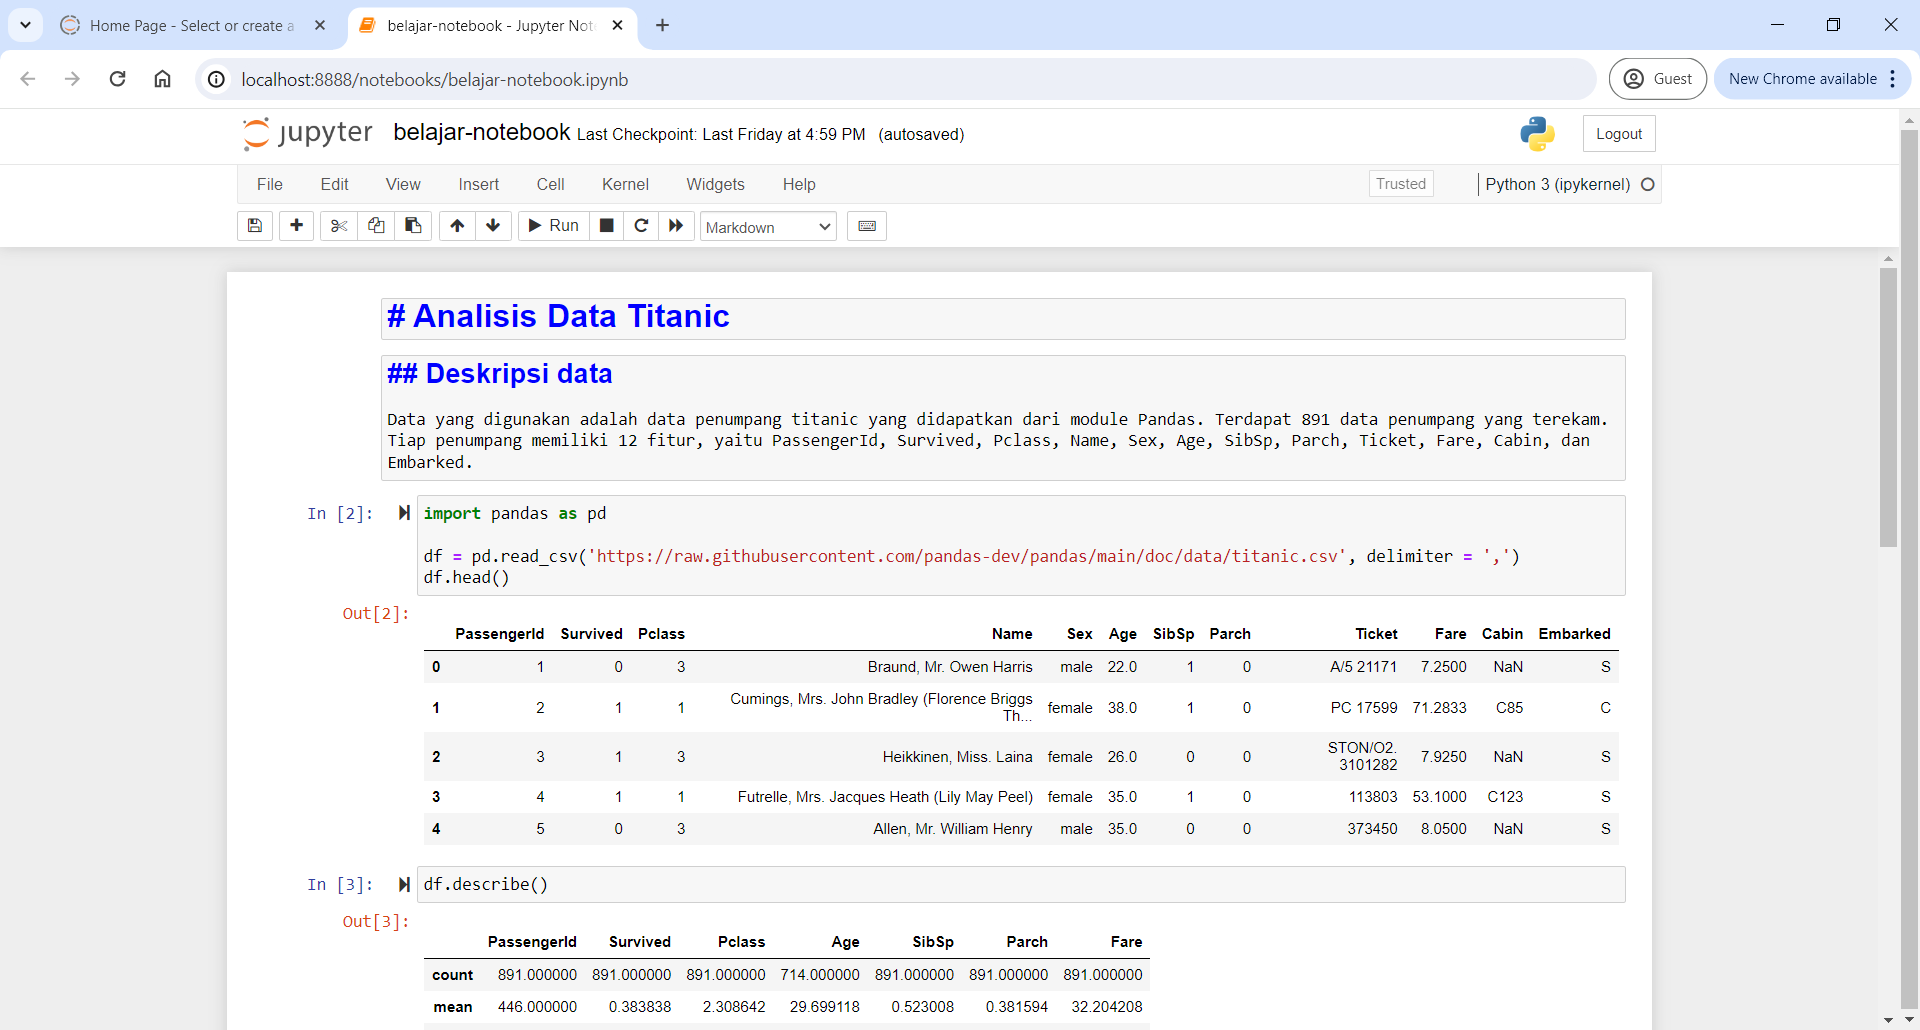 Home Page - Select or create a
belajar-notebook - Jupyter Not
localhost:8888/notebooks/belajar-notebook.ipynb
Guest
New Chrome available
jupyter belajar-notebook Last Checkpoint: Last Friday at 4:59 PM (autosaved)
Logout
File Edit View Insert Cell Kernel Widgets Help
Trusted
Python 3 (ipykernel)
Run
Markdown
# Analisis Data Titanic
## Deskripsi data
Data yang digunakan adalah data penumpang titanic yang didapatkan dari module Pandas. Terdapat 891 data penumpang yang terekam.
Tiap penumpang memiliki 12 fitur, yaitu PassengerId, Survived, Pclass, Name, Sex, Age, SibSp, Parch, Ticket, Fare, Cabin, dan
Embarked.
In [2]: import pandas as pd
df = pd.read_csv('https://raw.githubusercontent.com/pandas-dev/pandas/main/doc/data/titanic.csv', delimiter = ',')
df.head()
Out[2]:
PassengerId Survived Pclass Name Sex Age SibSp Parch Ticket Fare Cabin Embarked
0 1 0 3 Braund, Mr. Owen Harris male 22.0 1 0 A/5 21171 7.2500 NaN S
1 2 1 1 Cumings, Mrs. John Bradley (Florence Briggs Th... female 38.0 1 0 PC 17599 71.2833 C85 C
2 3 1 3 Heikkinen, Miss. Laina female 26.0 0 0 STON/O2. 3101282 7.9250 NaN S
3 4 1 1 Futrelle, Mrs. Jacques Heath (Lily May Peel) female 35.0 1 0 113803 53.1000 C123 S
4 5 0 3 Allen, Mr. William Henry male 35.0 0 0 373450 8.0500 NaN S
In [3]: df.describe()
Out[3]:
PassengerId Survived Pclass Age SibSp Parch Fare
count 891.000000 891.000000 891.000000 714.000000 891.000000 891.000000 891.000000
mean 446.000000 0.383838 2.308642 29.699118 0.523008 0.381594 32.204208